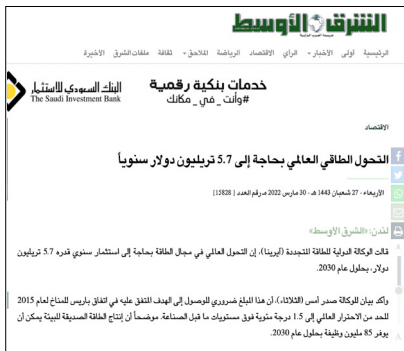 الشرق الأوسط
الرئيسية أولى الأخبار الرأي الاقتصاد الرياضة الملاحق ثقافة ملفات الشرق الأخيرة
البنك السعودي للاستثمار
The Saudi Investment Bank
خدمات بنكية رقمية
#وأنت_في_مكانك
الاقتصاد
التحول الطاقي العالمي بحاجة إلى 5.7 تريليون دولار سنوياً
الأربعاء - 27 شعبان 1443 هـ - 30 مارس 2022 مـ رقم العدد [15828]
لندن: «الشرق الأوسط»
قالت الوكالة الدولية للطاقة المتجددة (آيرينا)، إن التحول العالمي في مجال الطاقة بحاجة إلى استثمار سنوي قدره 5.7 تريليون
دولار، بحلول عام 2030.
وأكد بيان للوكالة صدر أمس (الثلاثاء)، أن هذا المبلغ ضروري للوصول إلى الهدف المتفق عليه في اتفاق باريس للمناخ لعام 2015
للحد من الاحترار العالمي إلى 1.5 درجة مئوية فوق مستويات ما قبل الصناعة. موضحاً أن إنتاج الطاقة الصديقة للبيئة يمكن أن
يوفر 85 مليون وظيفة بحلول عام 2030.